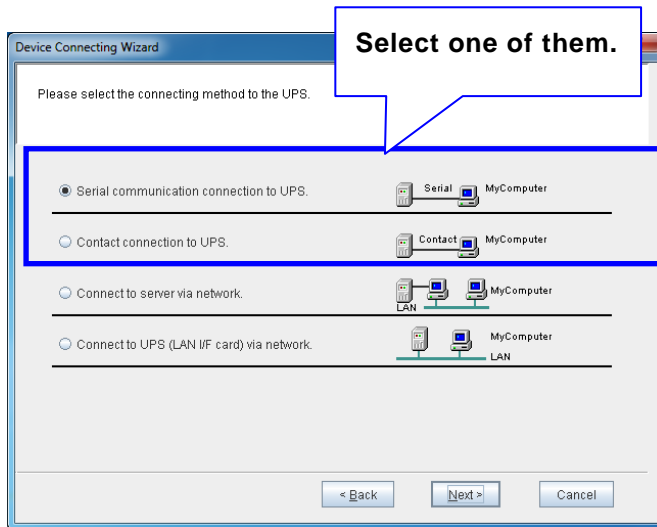 Device Connecting Wizard
Select one of them.
Please select the connecting method to the UPS.
Serial communication connection to UPS.
Serial
MyComputer
Contact connection to UPS.
Contact
MyComputer
Connect to server via network.
MyComputer
LAN
Connect to UPS (LAN I/F card) via network.
MyComputer
LAN
< Back
Next >
Cancel